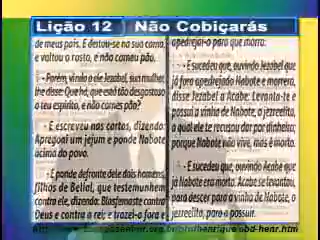 Lição 12 Não Cobiçarás
de meus pais. E deitou-se na sua cama,
e voltou o rosto, e não comeu pão.
- Porém, vindo a ele Jezabel, sua mulher,
lhe disse: Que há, que está tão desgostoso
o teu espírito, e não comes pão?
- E escreveu nas cartas, dizendo:
Apregoai um jejum e ponde Nabote
acima do povo.
- E ponde defronte dele dois homens,
filhos de Belial, que testemunhem
contra ele, dizendo: Blasfemaste contra
Deus e contra o rei; e trazei-o fora e
apedrejai-o para que morra.
- E sucedeu que, ouvindo Jezabel que
já fora apedrejado Nabote e morrera,
disse Jezabel a Acabe: Levanta-te e
possui a vinha de Nabote, o jezreelita,
a qual ele te recusou dar por dinheiro;
porque Nabote não vive, mas é morto.
- E sucedeu que, ouvindo Acabe que
já Nabote era morto, Acabe se levantou,
para descer para a vinha de Nabote, o
jezreelita, para a possuir.